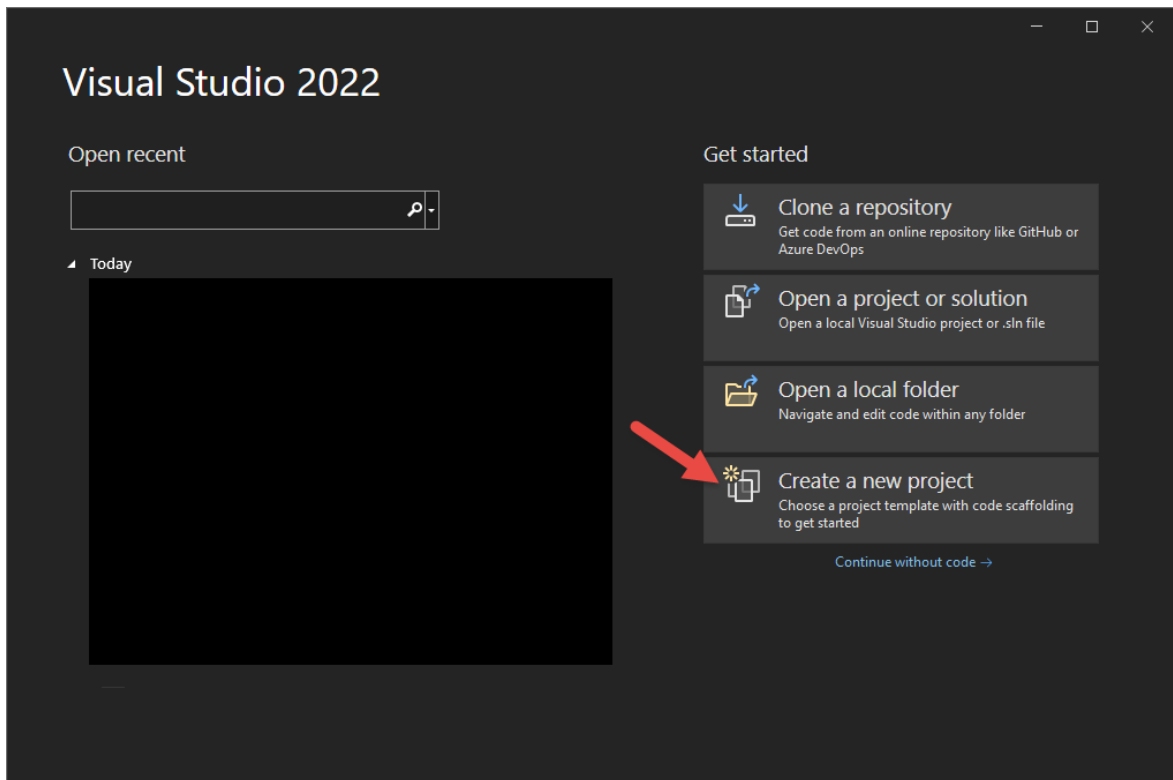 Visual Studio 2022
Open recent
Today
Get started
Clone a repository
Get code from an online repository like GitHub or
Azure DevOps
Open a project or solution
Open a local Visual Studio project or .sln file
Open a local folder
Navigate and edit code within any folder
Create a new project
Choose a project template with code scaffolding
to get started
Continue without code →